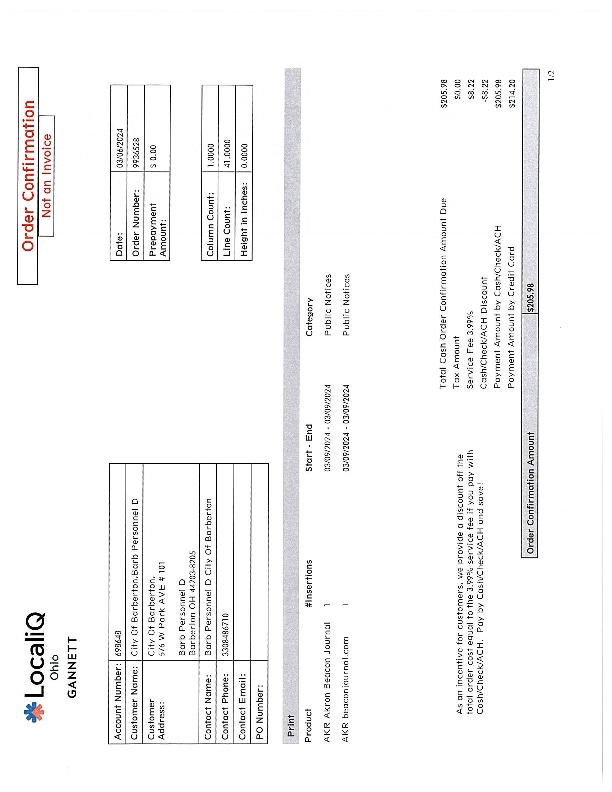 LocaliQ
Ohio
GANNETT
Order Confirmation
Not an Invoice
Account Number: 698648
Customer Name: City Of Barberton,Barb Personnel D
Customer Address: City Of Barberton,
576 W Park AVE # 101
Barb Personnel D
Barberton OH 44203-8205
Contact Name: Barb Personnel D City Of Barberton
Contact Phone: 3308486710
Contact Email:
PO Number:
Date: 03/06/2024
Order Number: 9936528
Prepayment Amount: $ 0.00
Column Count: 1.0000
Line Count: 41.0000
Height in Inches: 0.0000
Print
Product #Insertions Start - End Category
AKR Akron Beacon Journal 1 03/09/2024 - 03/09/2024 Public Notices
AKR beaconjournal.com 1 03/09/2024 - 03/09/2024 Public Notices
As an incentive for customers, we provide a discount off the
total order cost equal to the 3.99% service fee if you pay with
Cash/Check/ACH. Pay by Cash/Check/ACH and save!
Total Cash Order Confirmation Amount Due $205.98
Tax Amount $0.00
Service Fee 3.99% $8.22
Cash/Check/ACH Discount -$8.22
Payment Amount by Cash/Check/ACH $205.98
Payment Amount by Credit Card $214.20
Order Confirmation Amount $205.98
1/2